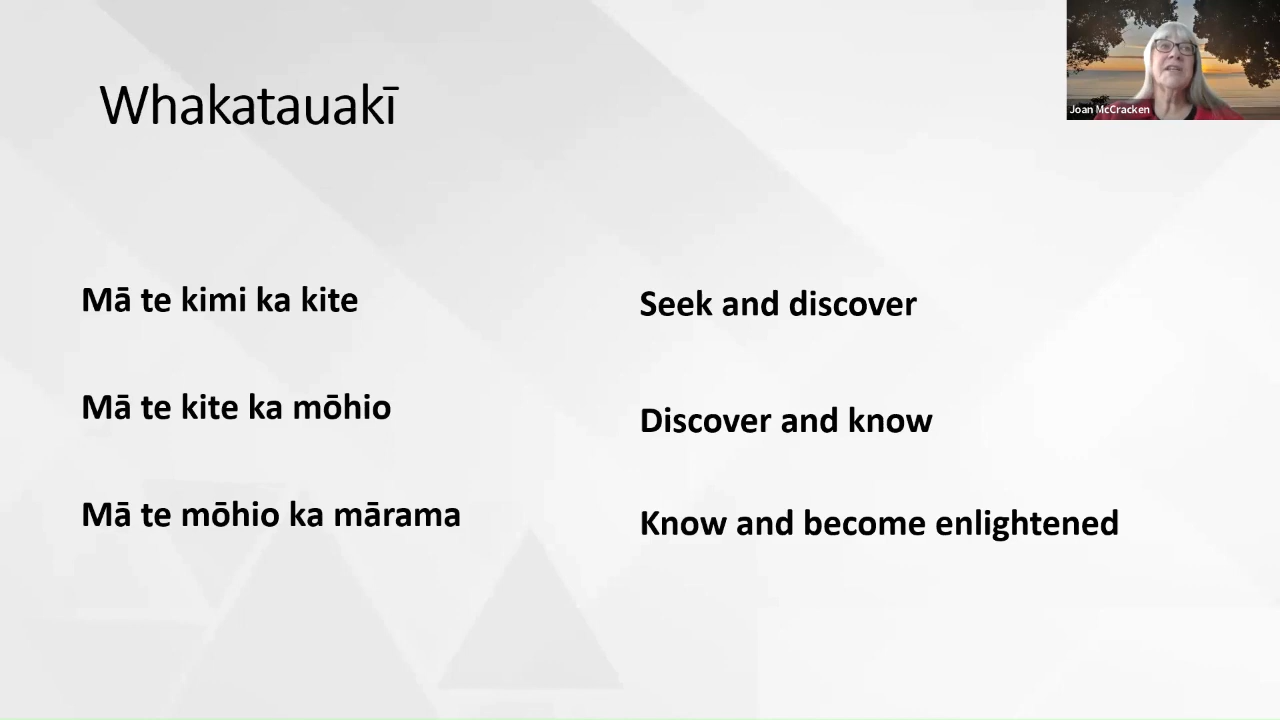 Whakatauakī
Joan McCracken
Mā te kimi ka kite
Seek and discover
Mā te kite ka mōhio
Discover and know
Mā te mōhio ka mārama
Know and become enlightened